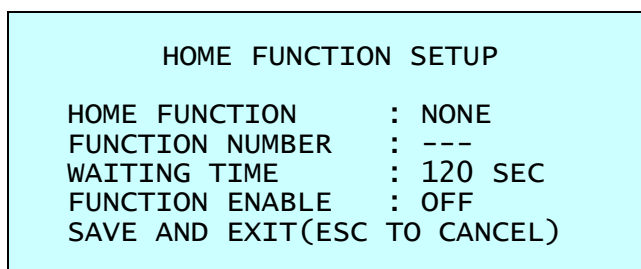 HOME FUNCTION SETUP
HOME FUNCTION : NONE
FUNCTION NUMBER : ---
WAITING TIME : 120 SEC
FUNCTION ENABLE : OFF
SAVE AND EXIT(ESC TO CANCEL)